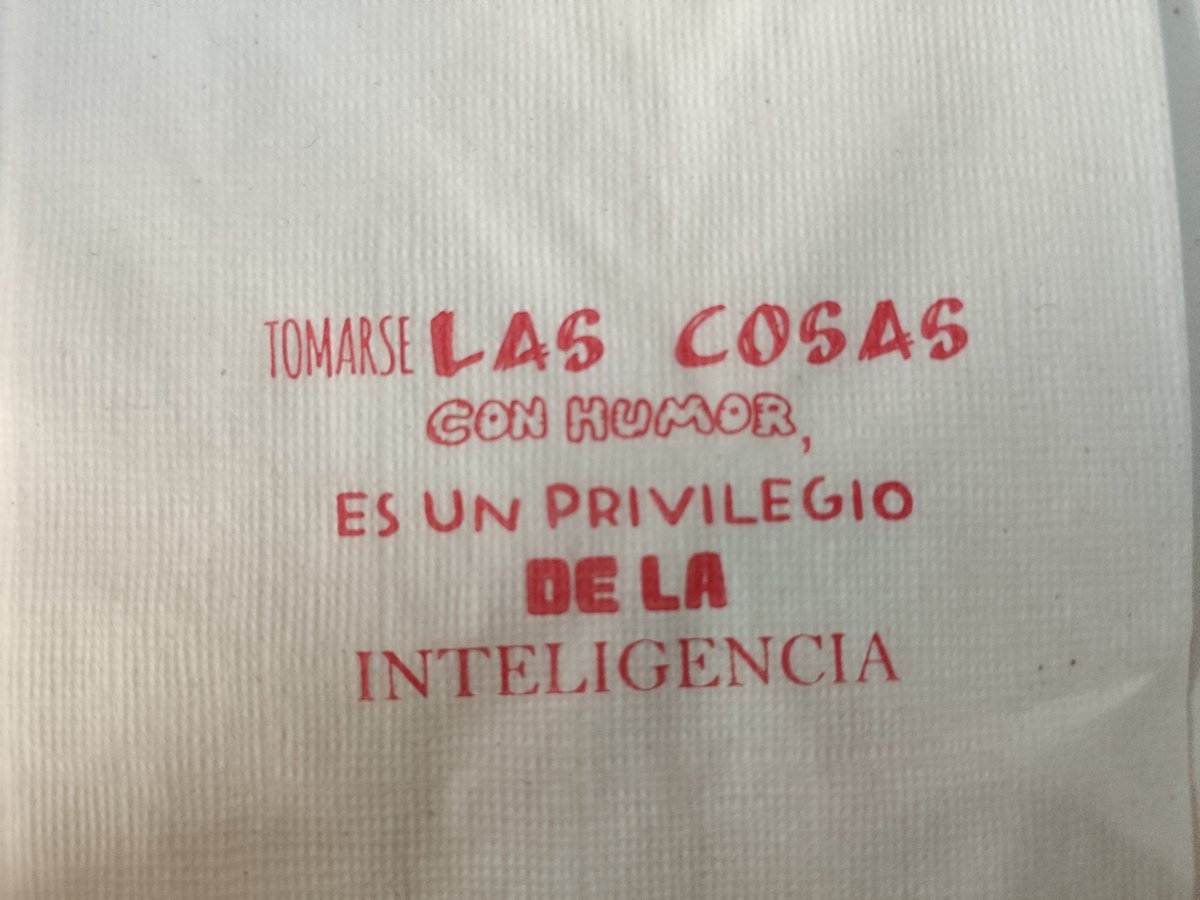 TOMARSE LAS COSAS
CON HUMOR,
ES UN PRIVILEGIO
DE LA
INTELIGENCIA